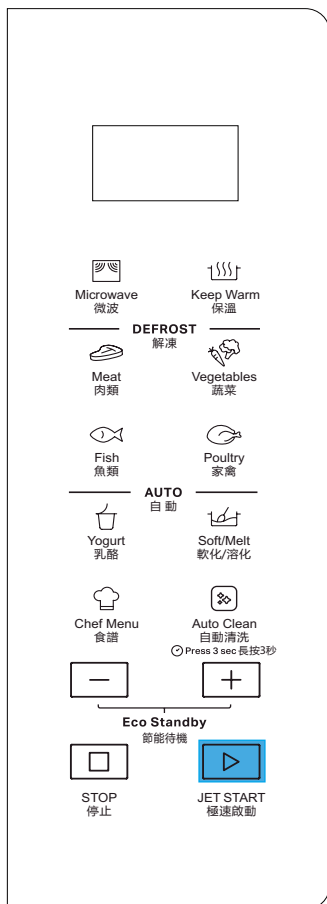 Microwave
微波
Keep Warm
保溫
DEFROST
解凍
Meat
肉類
Vegetables
蔬菜
Fish
魚類
Poultry
家禽
AUTO
自動
Yogurt
乳酪
Soft/Melt
軟化/溶化
Chef Menu
食譜
Auto Clean
自動清洗
Press 3 sec 長按3秒
Eco Standby
節能待機
STOP
停止
JET START
極速啟動